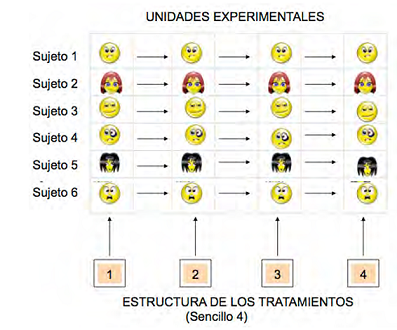 UNIDADES EXPERIMENTALES
Sujeto 1
Sujeto 2
Sujeto 3
Sujeto 4
Sujeto 5
Sujeto 6
1 2 3 4
ESTRUCTURA DE LOS TRATAMIENTOS
(Sencillo 4)